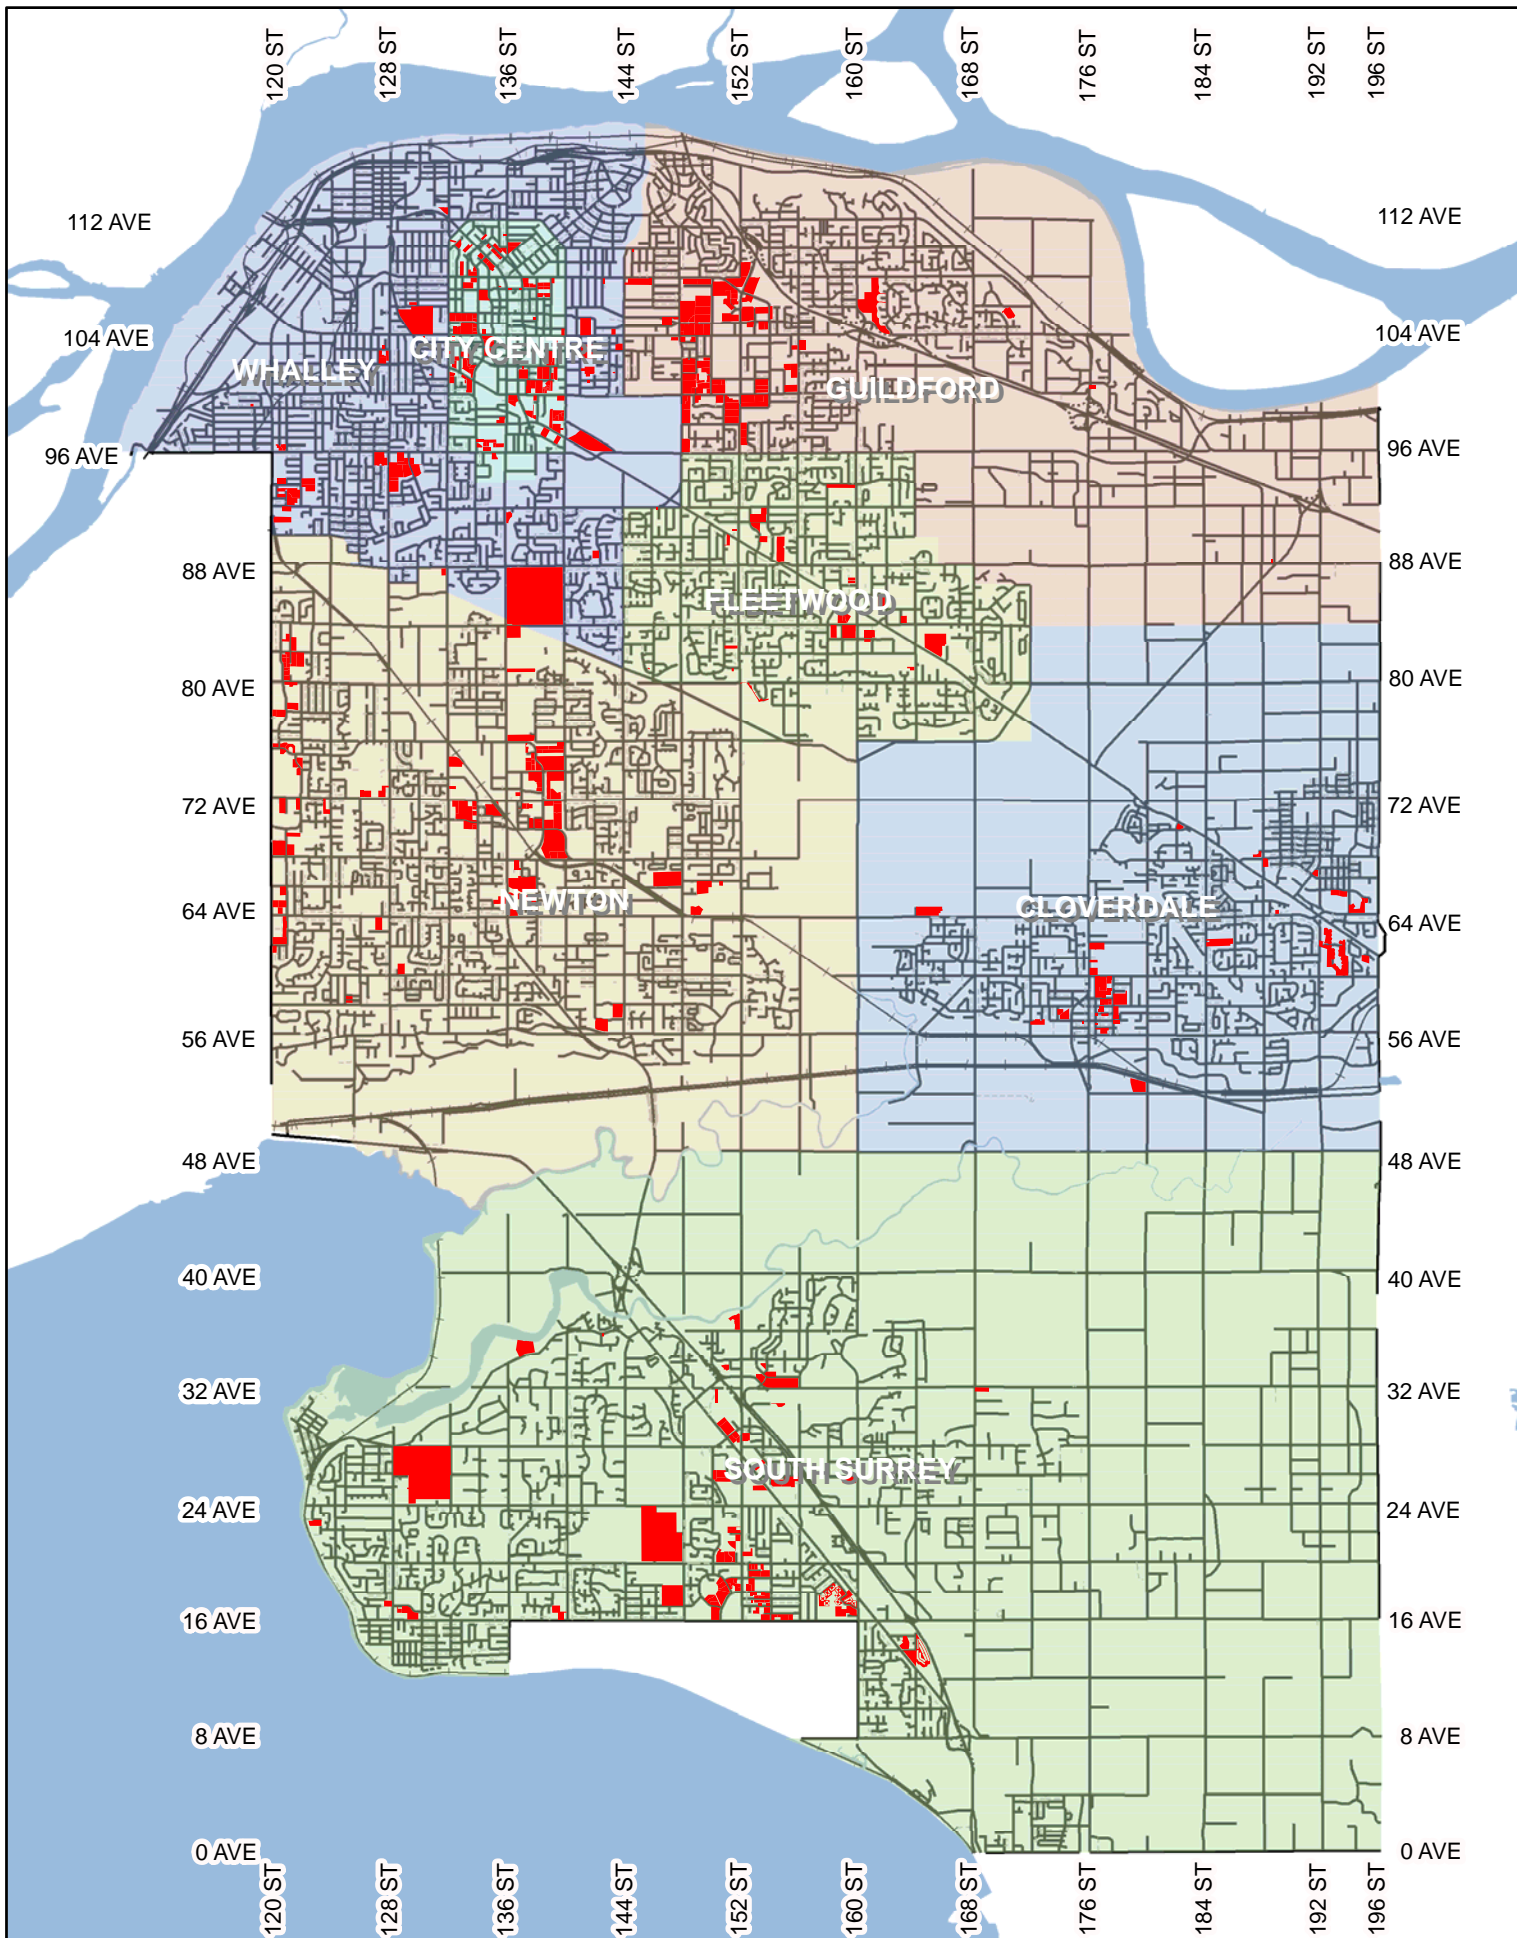 120 ST
128 ST
136 ST
144 ST
152 ST
160 ST
168 ST
176 ST
184 ST
192 ST
196 ST
112 AVE
112 AVE
104 AVE
104 AVE
CITY CENTRE
WHALLEY
GUILDFORD
96 AVE
96 AVE
88 AVE
88 AVE
FLEETWOOD
80 AVE
80 AVE
72 AVE
72 AVE
NEWTON
CLOVERDALE
64 AVE
64 AVE
56 AVE
56 AVE
48 AVE
48 AVE
40 AVE
40 AVE
32 AVE
32 AVE
SOUTH SURREY
24 AVE
24 AVE
16 AVE
16 AVE
8 AVE
8 AVE
0 AVE
0 AVE
120 ST
128 ST
136 ST
144 ST
152 ST
160 ST
168 ST
176 ST
184 ST
192 ST
196 ST